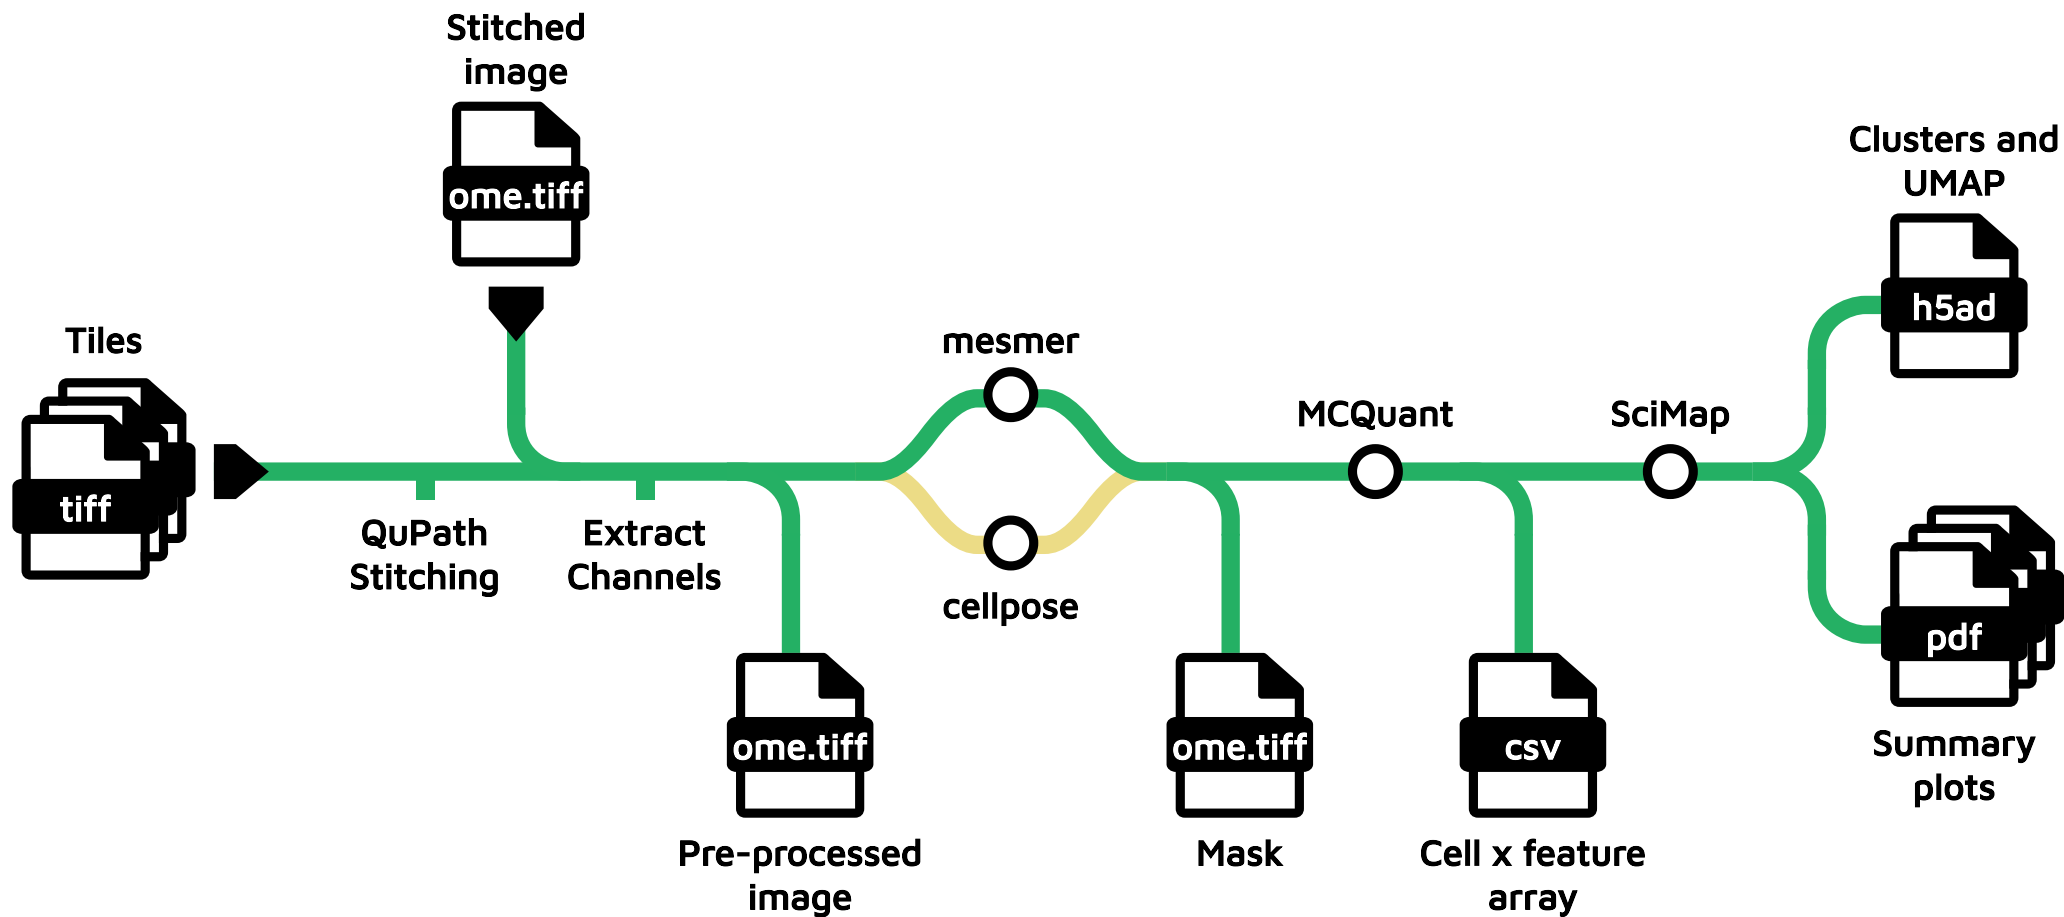 Stitched
image
ome.tiff
Tiles
tiff
QuPath
Stitching
Extract
Channels
ome.tiff
Pre-processed
image
mesmer
cellpose
ome.tiff
Mask
MCQuant
csv
Cell x feature
array
SciMap
Clusters and
UMAP
h5ad
pdf
Summary
plots